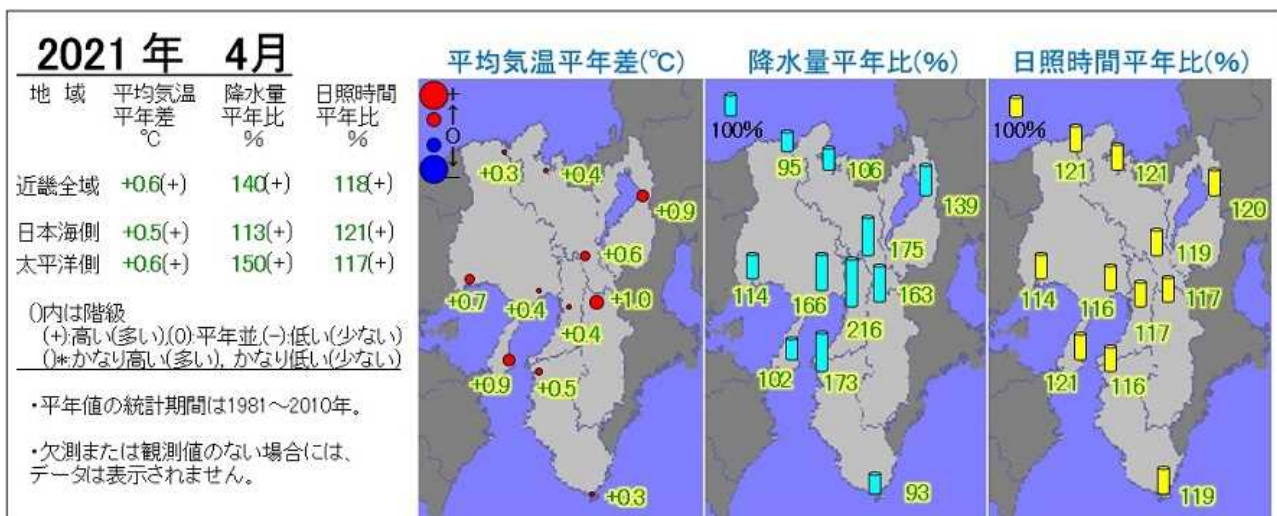 2021年 4月
地域 平均気温 降水量 日照時間
平年差 平年比 平年比
℃ % %
近畿全域 +0.6(+) 140(+) 118(+)
日本海側 +0.5(+) 113(+) 121(+)
太平洋側 +0.6(+) 150(+) 117(+)
()内は階級
(+):高い(多い),(0):平年並,(-):低い(少ない)
()*:かなり高い(多い), かなり低い(少ない)
・平年値の統計期間は1981~2010年。
・欠測または観測値のない場合には、
データは表示されません。
平均気温平年差(℃)
+
↑
0
↓
-
+0.3
+0.4
+0.9
+0.6
+0.7
+0.4
+1.0
+0.4
+0.9
+0.5
+0.3
降水量平年比(%)
100%
95
106
139
175
114
166
163
216
102
173
93
日照時間平年比(%)
100%
121
121
120
119
114
116
117
117
121
116
119